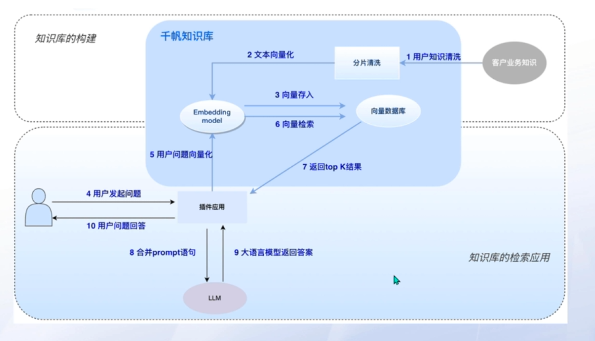 知识库的构建
千帆知识库
2 文本向量化
分片清洗
1 用户知识清洗
客户业务知识
Embedding
model
3 向量存入
6 向量检索
向量数据库
5 用户问题向量化
7 返回top K结果
4 用户发起问题
插件应用
10 用户问题回答
8 合并prompt语句
9 大语言模型返回答案
知识库的检索应用
LLM